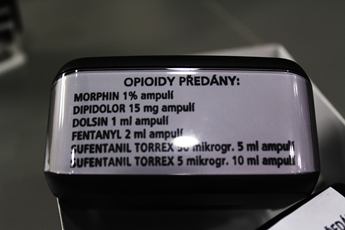 OPIOIDY PŘEDÁNY:
MORPHIN 1% ampulí
DIPIDOLOR 15 mg ampulí
DOLSIN 1 ml ampulí
FENTANYL 2 ml ampulí
SUFENTANIL TORREX 50 mikrogr. 5 ml ampulí
SUFENTANIL TORREX 5 mikrogr. 10 ml ampulí